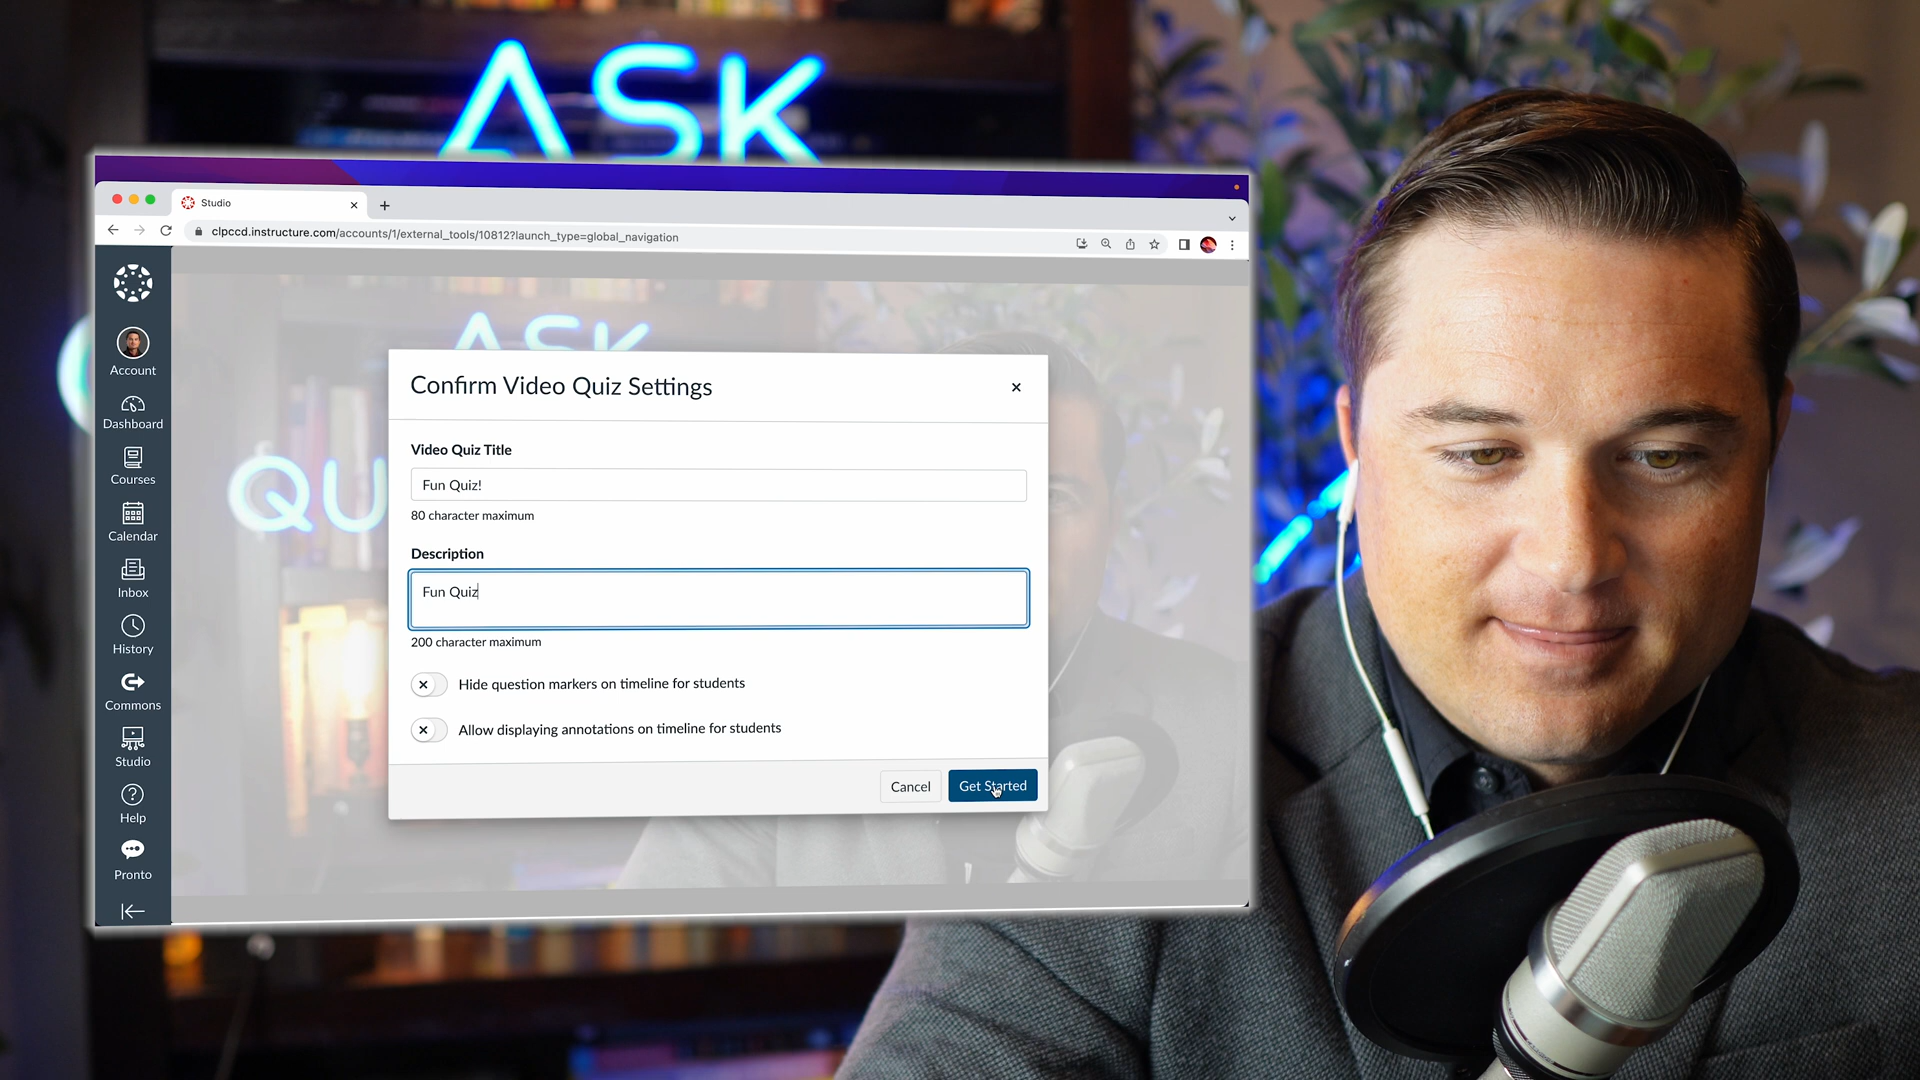 ASK
Studio
clpccd.instructure.com/accounts/1/external_tools/10812?launch_type=global_navigation
Account
Dashboard
Courses
Calendar
Inbox
History
Commons
Studio
Help
Pronto
ASK
QU
Confirm Video Quiz Settings
Video Quiz Title
Fun Quiz!
80 character maximum
Description
Fun Quiz
200 character maximum
Hide question markers on timeline for students
Allow displaying annotations on timeline for students
Cancel
Get Started